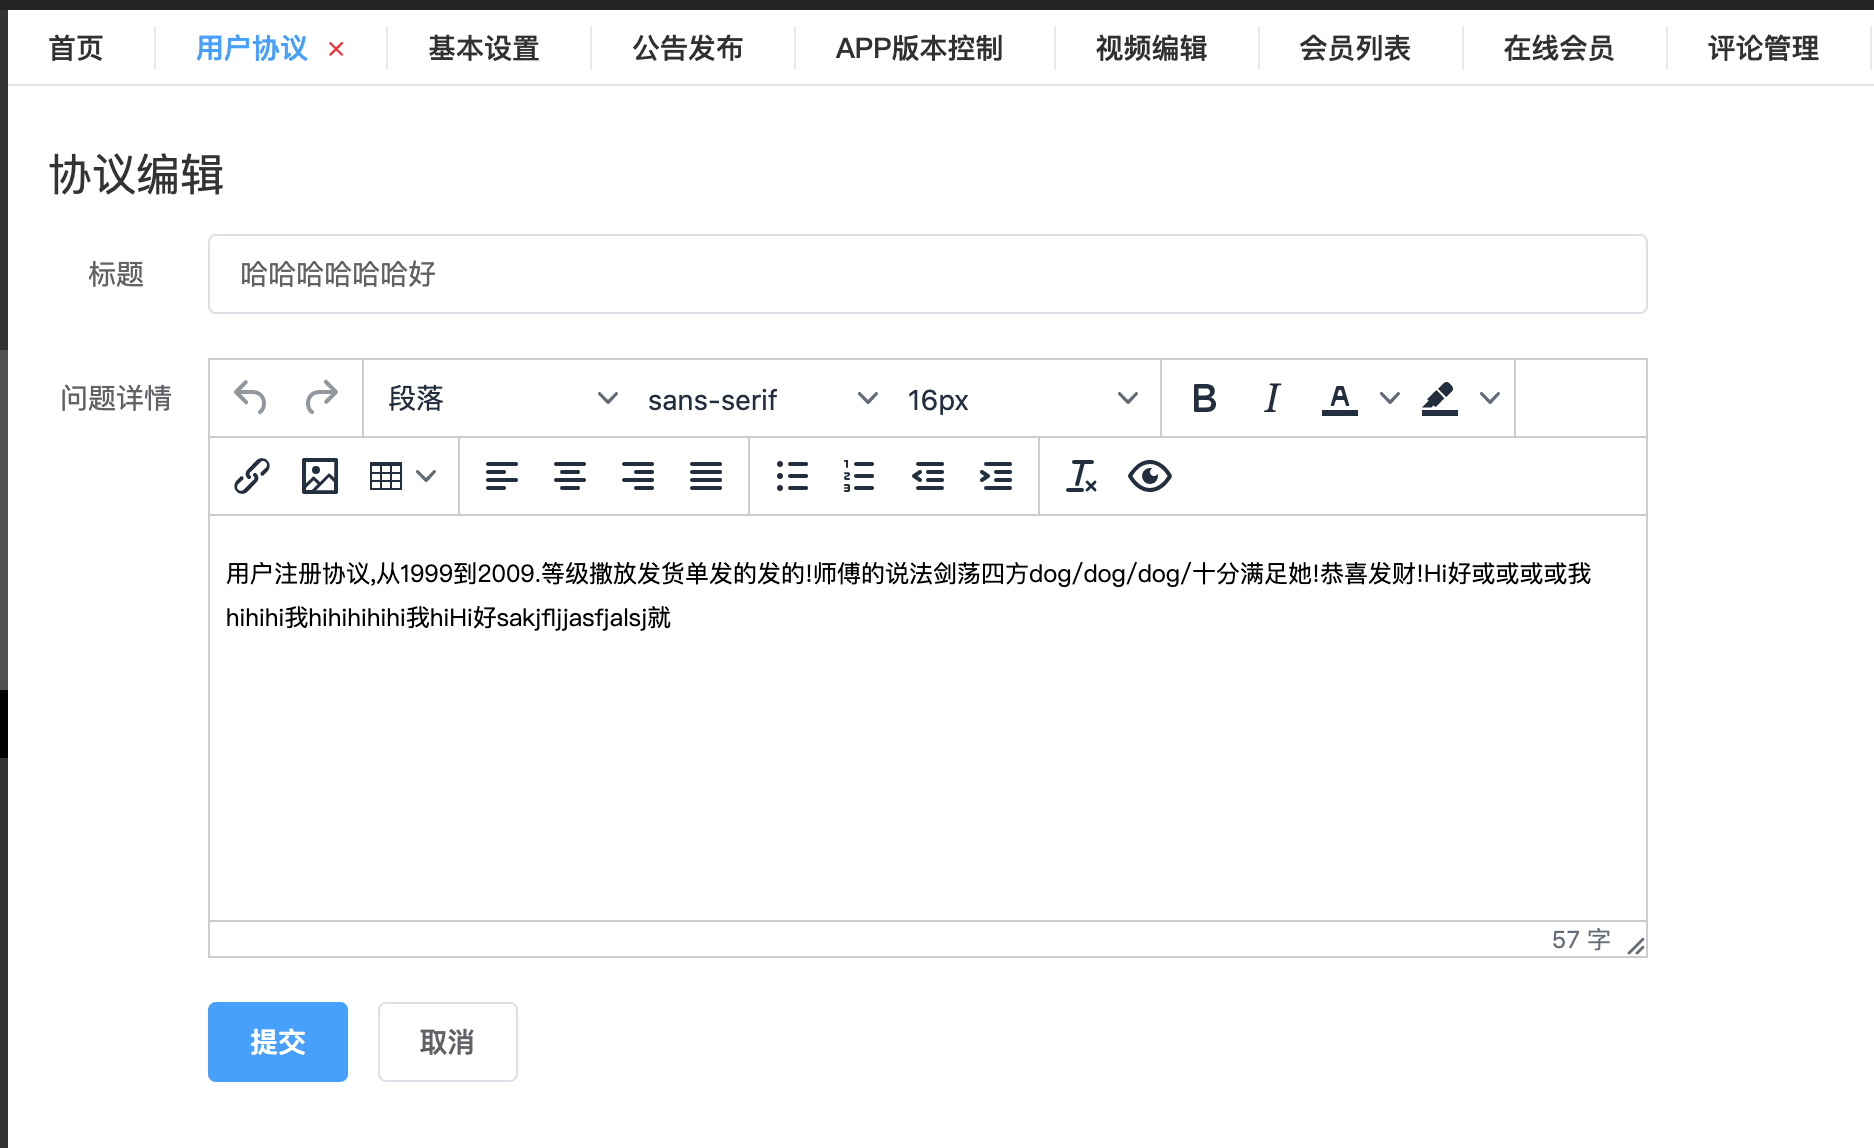 首页 用户协议 × 基本设置 公告发布 APP版本控制 视频编辑 会员列表 在线会员 评论管理
协议编辑
标题 哈哈哈哈哈哈好
问题详情 段落 sans-serif 16px B I A
用户注册协议,从1999到2009.等级撒放发货单发的发的!师傅的说法剑荡四方dog/dog/dog/十分满足她!恭喜发财!Hi好或或或或我
hihihi我hihihihihi我hiHi好sakjfljjasfjalsj就
57 字
提交 取消